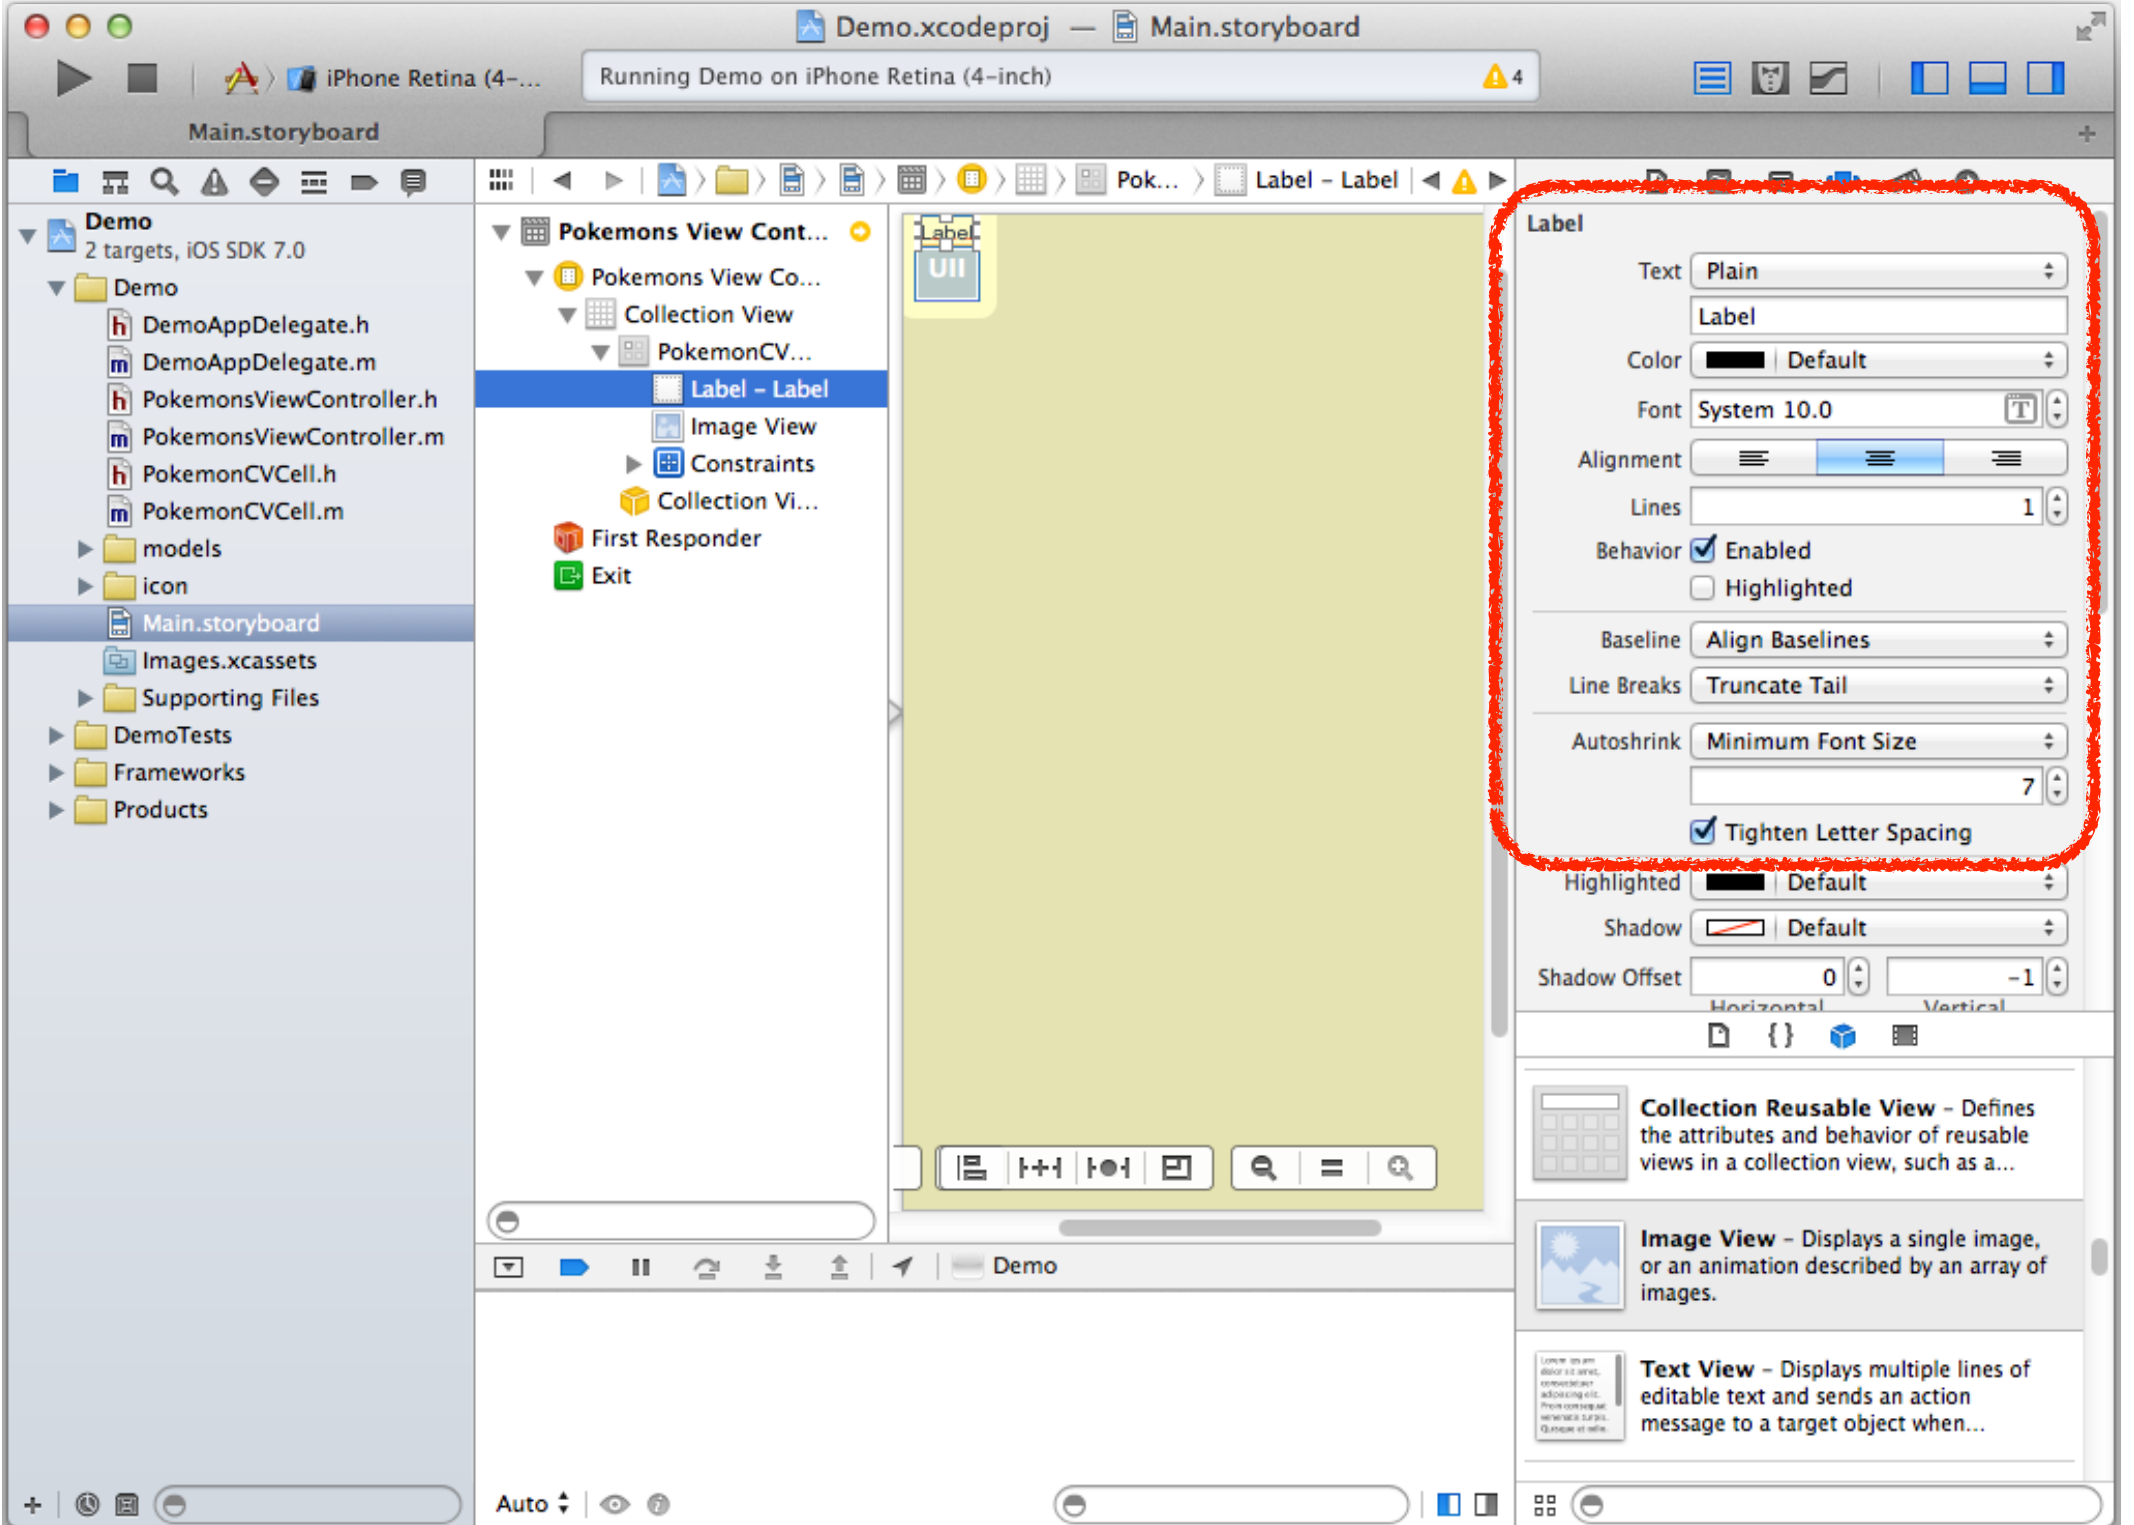 Demo.xcodeproj — Main.storyboard
iPhone Retina (4-...
Running Demo on iPhone Retina (4-inch)
4
Main.storyboard
Pok...
Label – Label
Demo
2 targets, iOS SDK 7.0
Demo
DemoAppDelegate.h
DemoAppDelegate.m
PokemonsViewController.h
PokemonsViewController.m
PokemonCVCell.h
PokemonCVCell.m
models
icon
Main.storyboard
Images.xcassets
Supporting Files
DemoTests
Frameworks
Products
Pokemons View Cont...
Pokemons View Co...
Collection View
PokemonCV...
Label – Label
Image View
Constraints
Collection Vi...
First Responder
Exit
Label
UII
Label
Text Plain
Label
Color Default
Font System 10.0
Alignment
Lines 1
Behavior Enabled
Highlighted
Baseline Align Baselines
Line Breaks Truncate Tail
Autoshrink Minimum Font Size
7
Tighten Letter Spacing
Highlighted Default
Shadow Default
Shadow Offset 0 -1
Horizontal Vertical
Collection Reusable View – Defines
the attributes and behavior of reusable
views in a collection view, such as a...
Image View – Displays a single image,
or an animation described by an array of
images.
Text View – Displays multiple lines of
editable text and sends an action
message to a target object when...
Demo
Auto